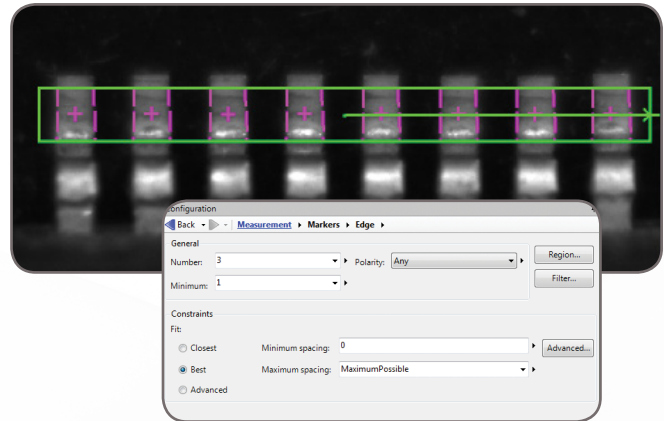 onfiguration
Back Measurement Markers Edge
General
Number: 3 Polarity: Any Region...
Minimum: 1 Filter...
Constraints
Fit:
Closest Minimum spacing: 0 Advanced...
Best Maximum spacing: MaximumPossible
Advanced